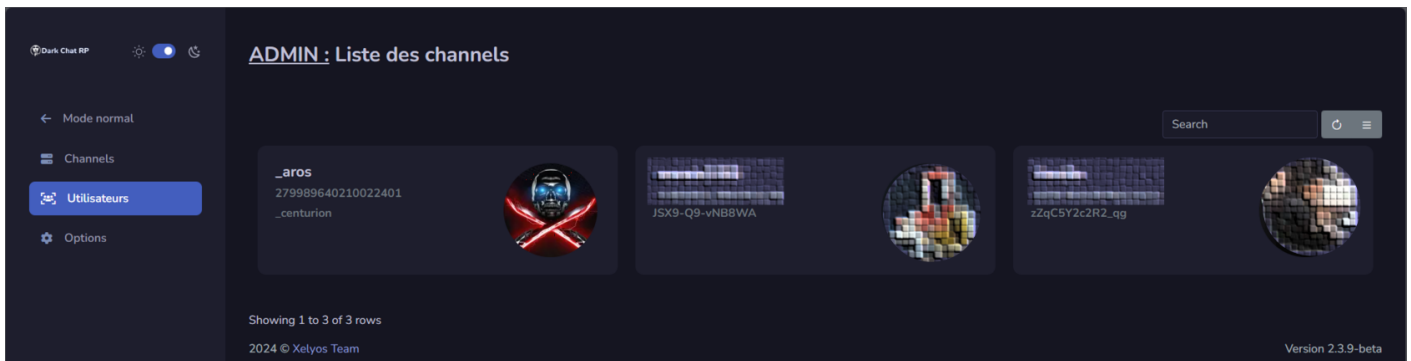 Dark Chat RP
ADMIN : Liste des channels
Mode normal
Channels
Utilisateurs
Options
Search
_aros
279989640210022401
_centurion
JSX9-Q9-vNB8WA
zZqC5Y2c2R2_qg
Showing 1 to 3 of 3 rows
2024 © Xelyos Team
Version 2.3.9-beta